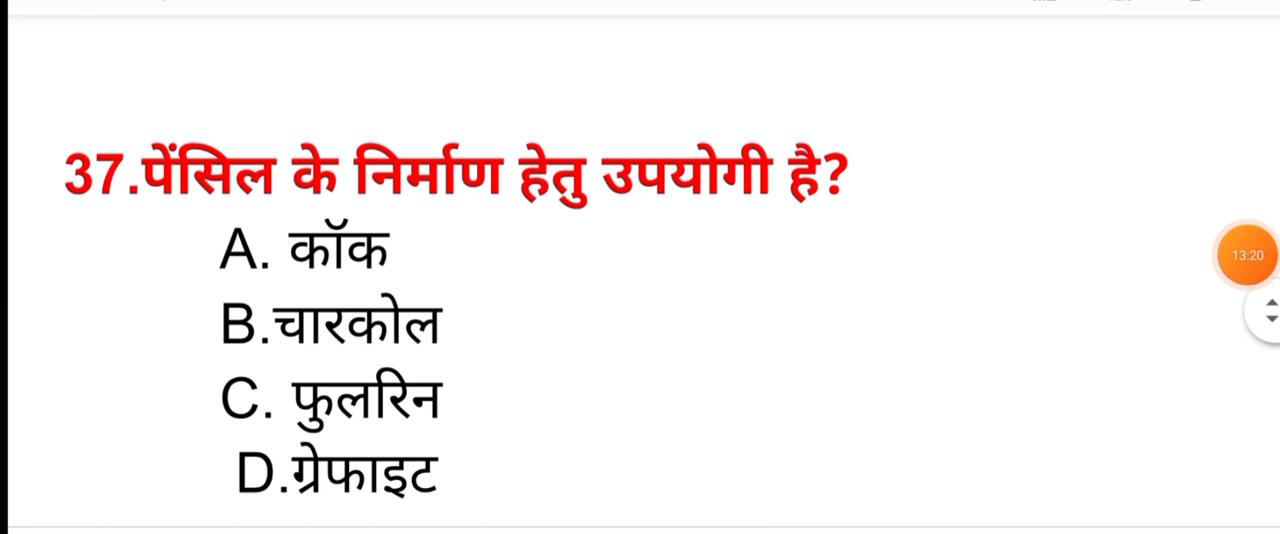 37.पेंसिल के निर्माण हेतु उपयोगी है?
A. कॉक
B.चारकोल
C. फुलरिन
D.ग्रेफाइट
13:20